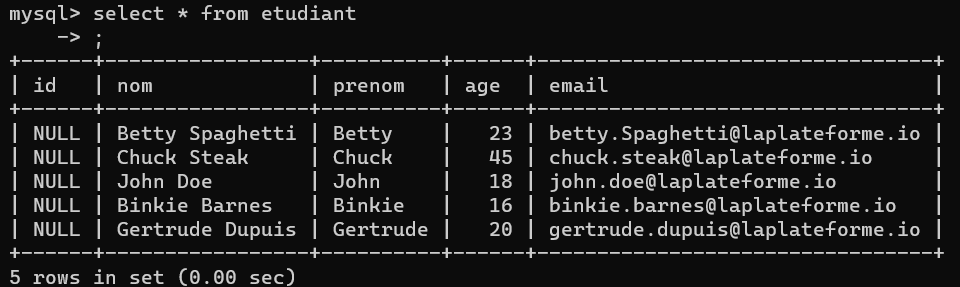 mysql> select * from etudiant
    -> ;
+------+-----------------+----------+------+--------------------------------+
| id   | nom             | prenom   | age  | email                          |
+------+-----------------+----------+------+--------------------------------+
| NULL | Betty Spaghetti | Betty    |   23 | betty.Spaghetti@laplateforme.io |
| NULL | Chuck Steak     | Chuck    |   45 | chuck.steak@laplateforme.io     |
| NULL | John Doe        | John     |   18 | john.doe@laplateforme.io        |
| NULL | Binkie Barnes   | Binkie   |   16 | binkie.barnes@laplateforme.io   |
| NULL | Gertrude Dupuis | Gertrude |   20 | gertrude.dupuis@laplateforme.io |
+------+-----------------+----------+------+--------------------------------+
5 rows in set (0.00 sec)